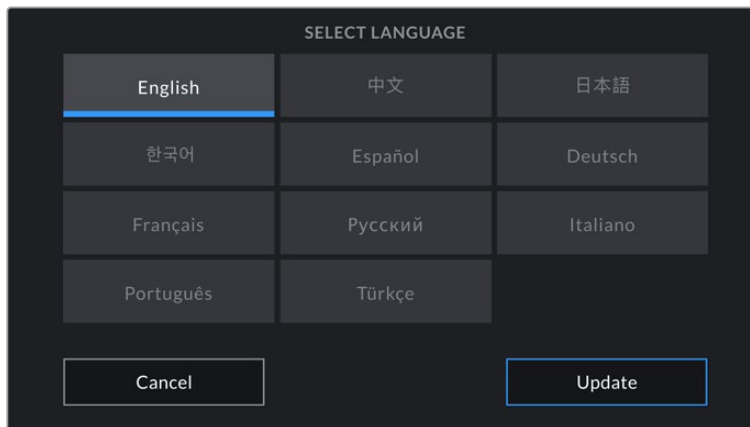 SELECT LANGUAGE
English 中文 日本語
한국어 Español Deutsch
Français Русский Italiano
Português Türkçe
Cancel Update